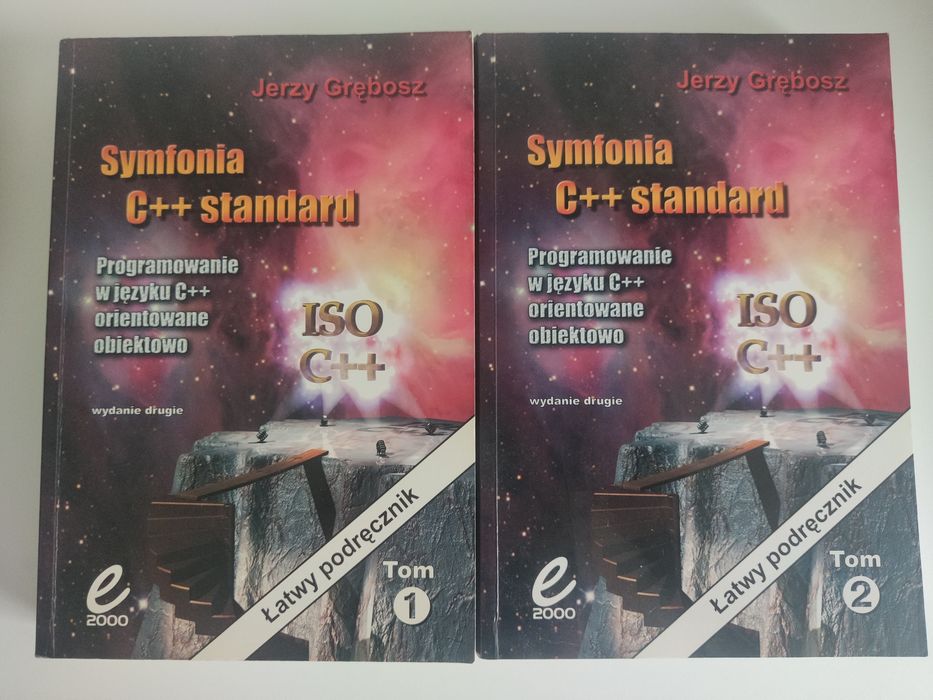 Jerzy Grębosz
Symfonia
C++ standard
Programowanie
w języku C++
orientowane
obiektowo
ISO
C++
wydanie drugie
Łatwy podręcznik
Tom
1
e
2000
Jerzy Grębosz
Symfonia
C++ standard
Programowanie
w języku C++
orientowane
obiektowo
ISO
C++
wydanie drugie
Łatwy podręcznik
Tom
2
e
2000